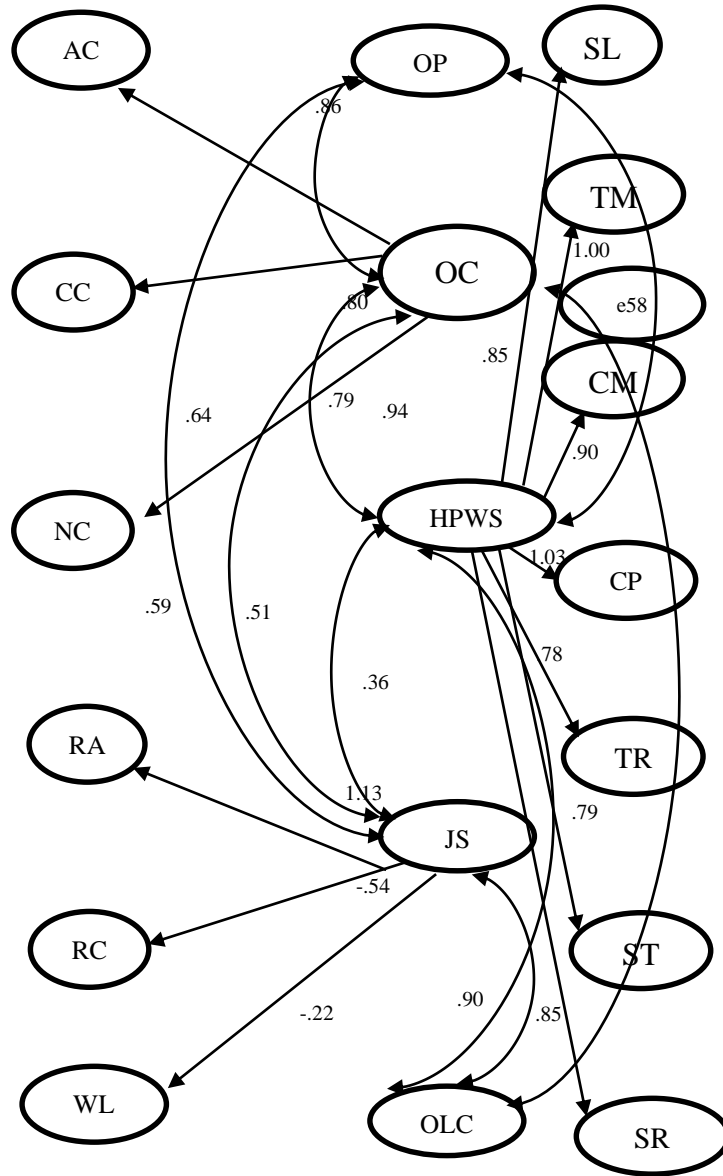 AC
OP
SL
.86
TM
1.00
OC
CC
.80
e58
.85
CM
.79
.94
.64
.90
NC
HPWS
1.03
CP
.59
.51
78
.36
RA
TR
1.13
.79
JS
-.54
RC
ST
-.22
.90
.85
WL
OLC
SR